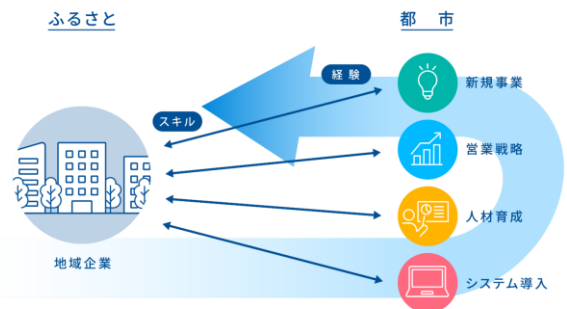 ふるさと
都 市
経験
新規事業
スキル
営業戦略
人材育成
地域企業
システム導入